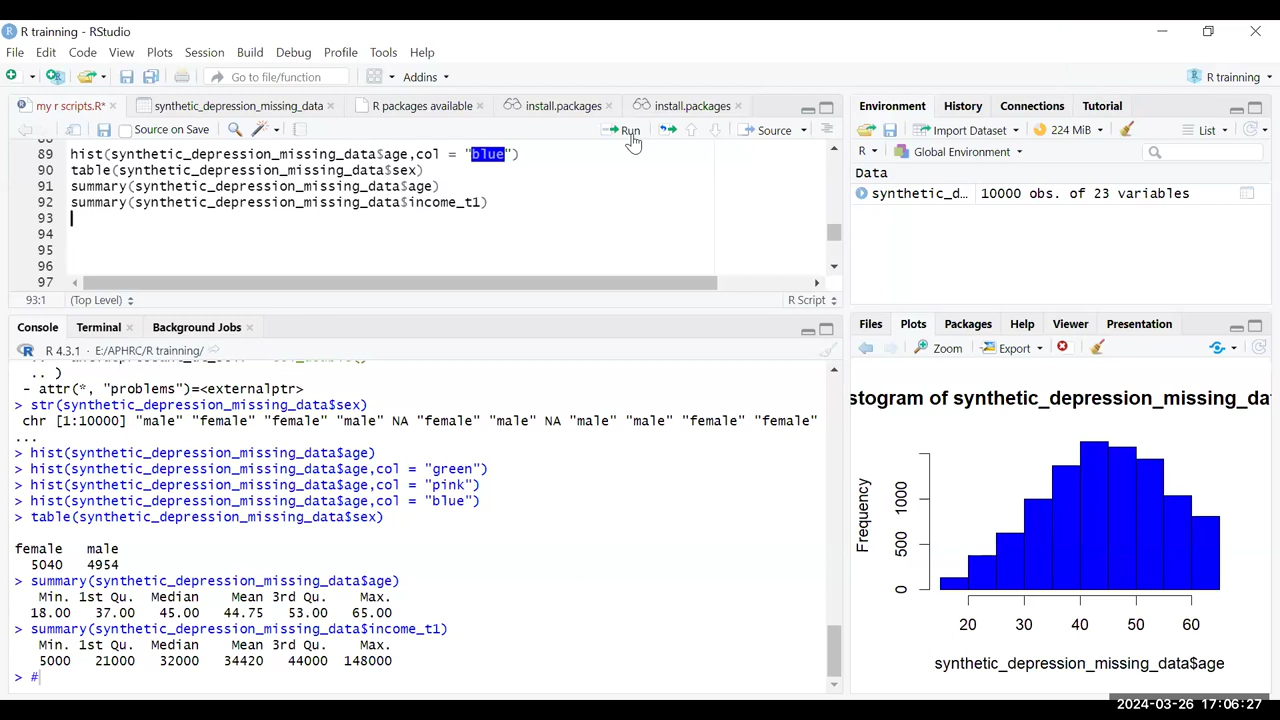 R trainning - RStudio
File Edit Code View Plots Session Build Debug Profile Tools Help
Go to file/function Addins R trainning
my r scripts.R* synthetic_depression_missing_data R packages available install.packages install.packages
Source on Save Run Source
89 hist(synthetic_depression_missing_data$age,col = "blue")
90 table(synthetic_depression_missing_data$sex)
91 summary(synthetic_depression_missing_data$age)
92 summary(synthetic_depression_missing_data$income_t1)
93
94
95
96
97
93:1 (Top Level) R Script
Console Terminal Background Jobs
R 4.3.1 · E:/APHRC/R trainning/
.. )
- attr(*, "problems")=<externalptr>
> str(synthetic_depression_missing_data$sex)
chr [1:10000] "male" "female" "female" "male" NA "female" "male" NA "male" "male" "female" "female"
...
> hist(synthetic_depression_missing_data$age)
> hist(synthetic_depression_missing_data$age,col = "green")
> hist(synthetic_depression_missing_data$age,col = "pink")
> hist(synthetic_depression_missing_data$age,col = "blue")
> table(synthetic_depression_missing_data$sex)
female male
5040 4954
> summary(synthetic_depression_missing_data$age)
Min. 1st Qu. Median Mean 3rd Qu. Max.
18.00 37.00 45.00 44.75 53.00 65.00
> summary(synthetic_depression_missing_data$income_t1)
Min. 1st Qu. Median Mean 3rd Qu. Max.
5000 21000 32000 34420 44000 148000
> #
Environment History Connections Tutorial
Import Dataset 224 MiB List
R Global Environment
Data
synthetic_d… 10000 obs. of 23 variables
Files Plots Packages Help Viewer Presentation
Zoom Export
stogram of synthetic_depression_missing_da
Frequency
1000
500
0
20 30 40 50 60
synthetic_depression_missing_data$age
2024-03-26 17:06:27